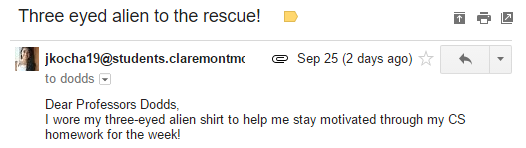 Three eyed alien to the rescue!
jkocha19@students.claremontmc Sep 25 (2 days ago)
to dodds
Dear Professors Dodds,
I wore my three-eyed alien shirt to help me stay motivated through my CS
homework for the week!